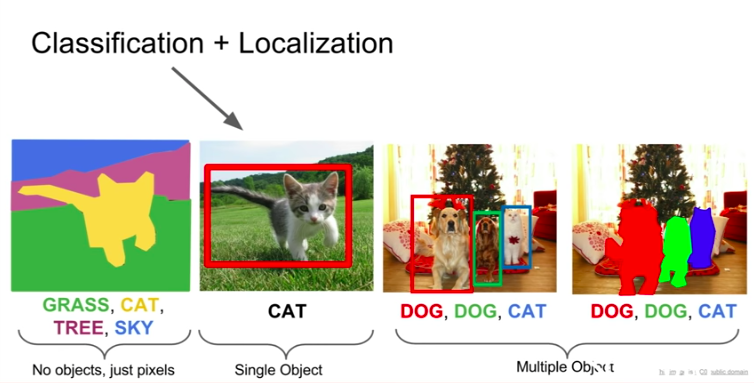 Classification + Localization
GRASS, CAT,
TREE, SKY
CAT
DOG, DOG, CAT
DOG, DOG, CAT
No objects, just pixels
Single Object
Multiple Object
public domain